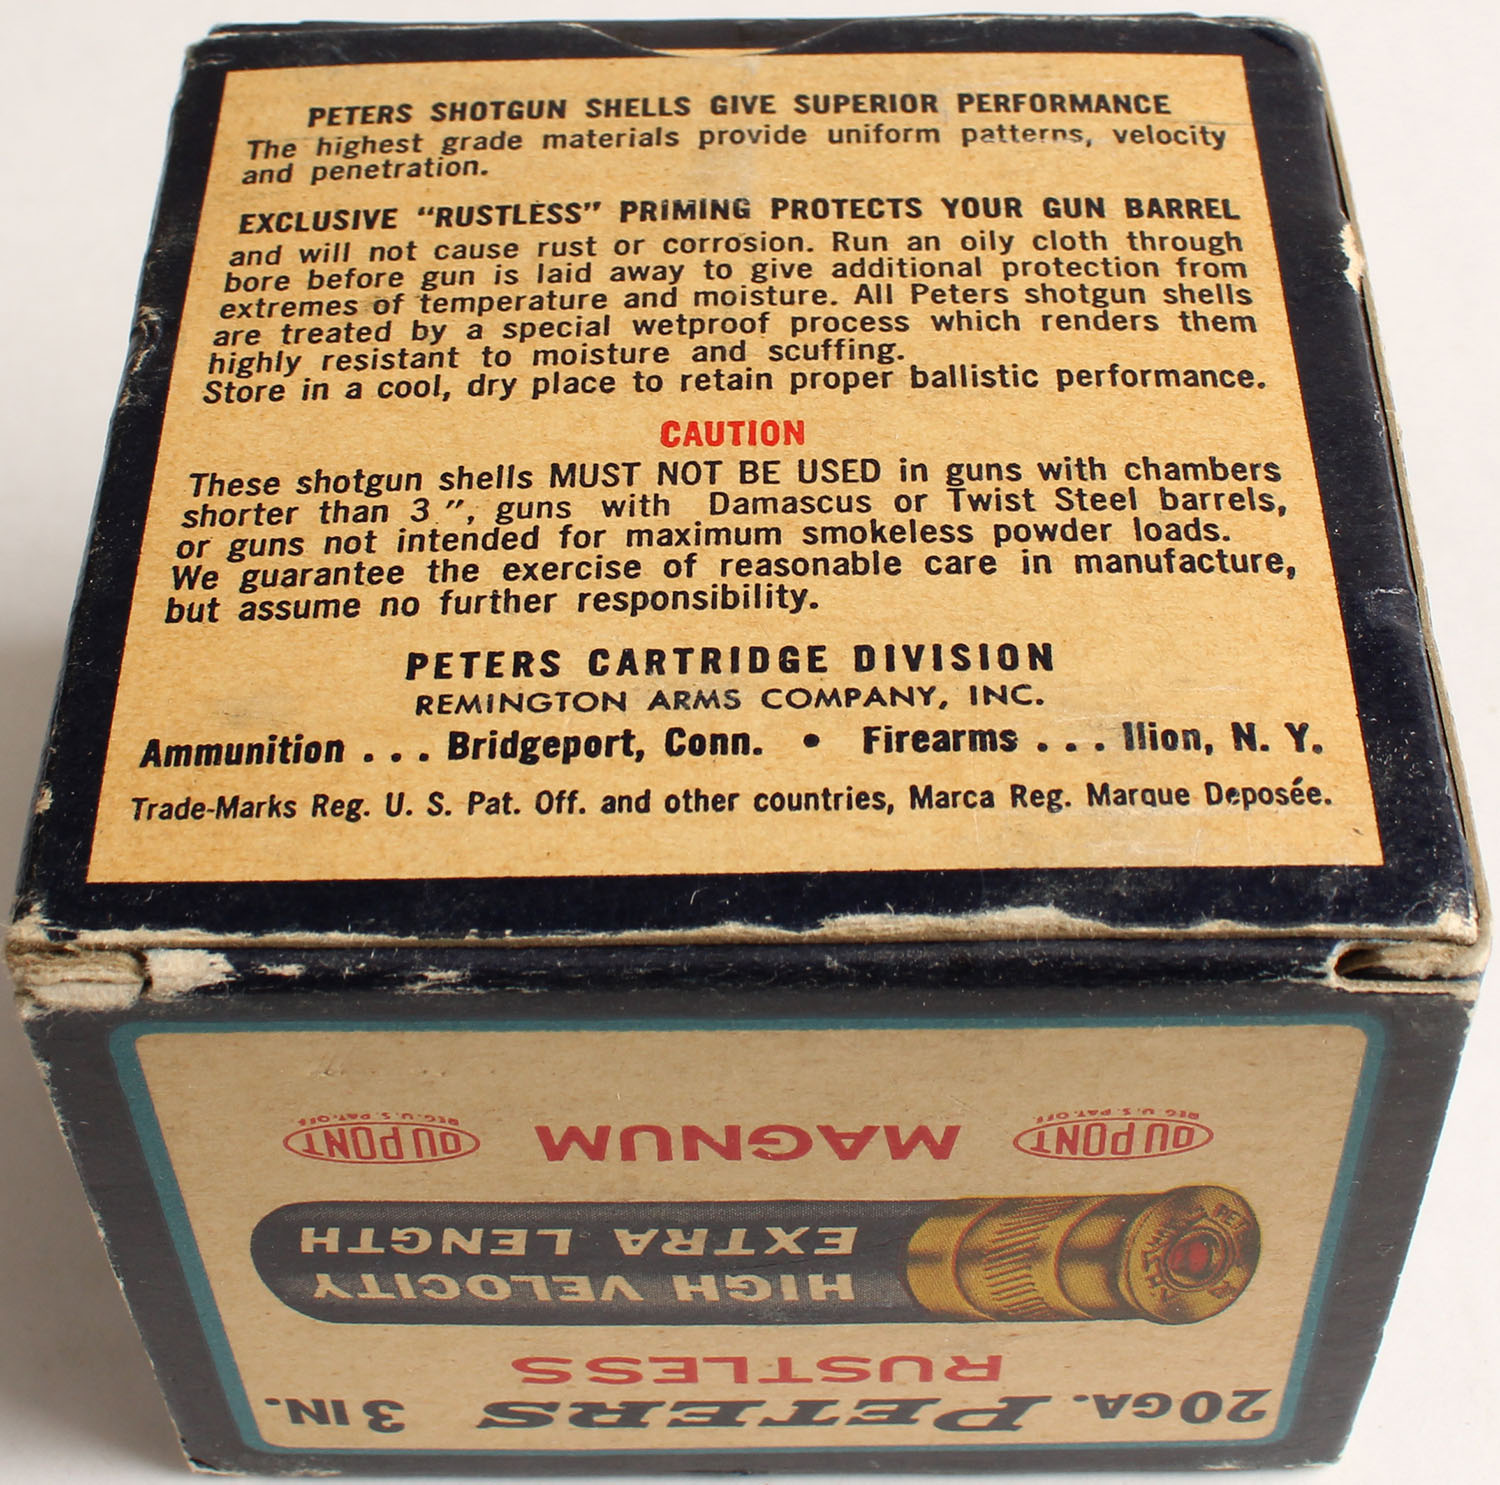 PETERS SHOTGUN SHELLS GIVE SUPERIOR PERFORMANCE
The highest grade materials provide uniform patterns, velocity
and penetration.
EXCLUSIVE "RUSTLESS" PRIMING PROTECTS YOUR GUN BARREL
and will not cause rust or corrosion. Run an oily cloth through
bore before gun is laid away to give additional protection from
extremes of temperature and moisture. All Peters shotgun shells
are treated by a special wetproof process which renders them
highly resistant to moisture and scuffing.
Store in a cool, dry place to retain proper ballistic performance.
CAUTION
These shotgun shells MUST NOT BE USED in guns with chambers
shorter than 3 ", guns with Damascus or Twist Steel barrels,
or guns not intended for maximum smokeless powder loads.
We guarantee the exercise of reasonable care in manufacture,
but assume no further responsibility.
PETERS CARTRIDGE DIVISION
REMINGTON ARMS COMPANY, INC.
Ammunition . . . Bridgeport, Conn. • Firearms . . . Ilion, N. Y.
Trade-Marks Reg. U. S. Pat. Off. and other countries, Marca Reg. Marque Deposée.
20GA. PETERS 3 IN.
RUSTLESS
HIGH VELOCITY
EXTRA LENGTH
DU PONT MAGNUM DU PONT
REG. U. S. PAT. OFF. REG. U. S. PAT. OFF.